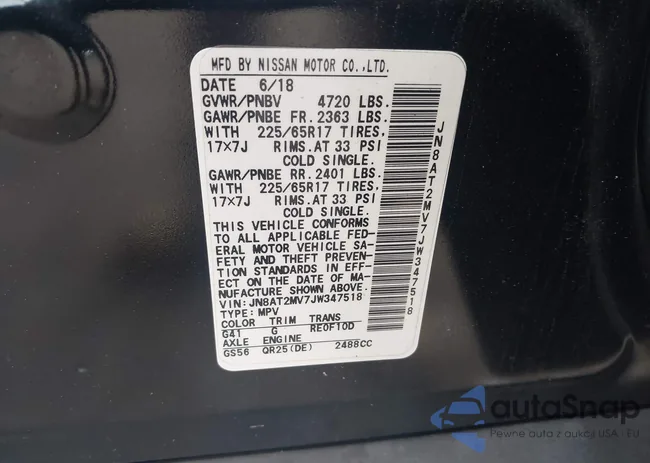 MFD BY NISSAN MOTOR CO.,LTD.
DATE 6/18
GVWR/PNBV 4720 LBS.
GAWR/PNBE FR. 2363 LBS.
WITH 225/65R17 TIRES,
17×7J RIMS.AT 33 PSI
COLD SINGLE.
GAWR/PNBE RR. 2401 LBS.
WITH 225/65R17 TIRES,
17×7J RIMS.AT 33 PSI
COLD SINGLE.
THIS VEHICLE CONFORMS
TO ALL APPLICABLE FED-
ERAL MOTOR VEHICLE SA-
FETY AND THEFT PREVEN-
TION STANDARDS IN EFF-
ECT ON THE DATE OF MA-
NUFACTURE SHOWN ABOVE.
VIN:JN8AT2MV7JW347518
TYPE:MPV
COLOR TRIM TRANS
G41 G RE0F10D
AXLE ENGINE
GS56 QR25(DE) 2488CC
JN8AT2MV7JW347518
autoSnap
Pewne auta z aukcji USA - EU